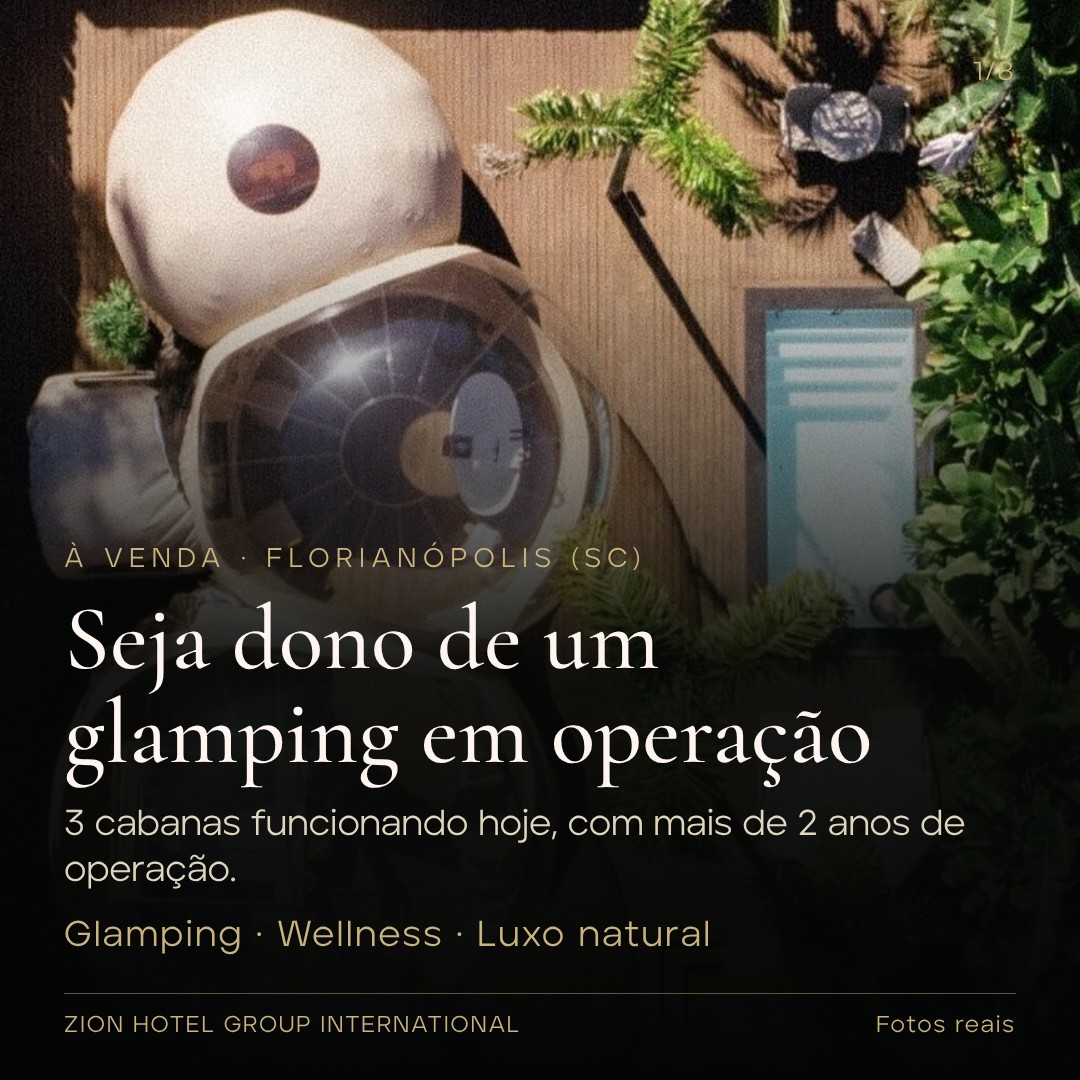 1/3
À VENDA · FLORIANÓPOLIS (SC)
Seja dono de um
glamping em operação
3 cabanas funcionando hoje, com mais de 2 anos de
operação.
Glamping · Wellness · Luxo natural
ZION HOTEL GROUP INTERNATIONAL
Fotos reais